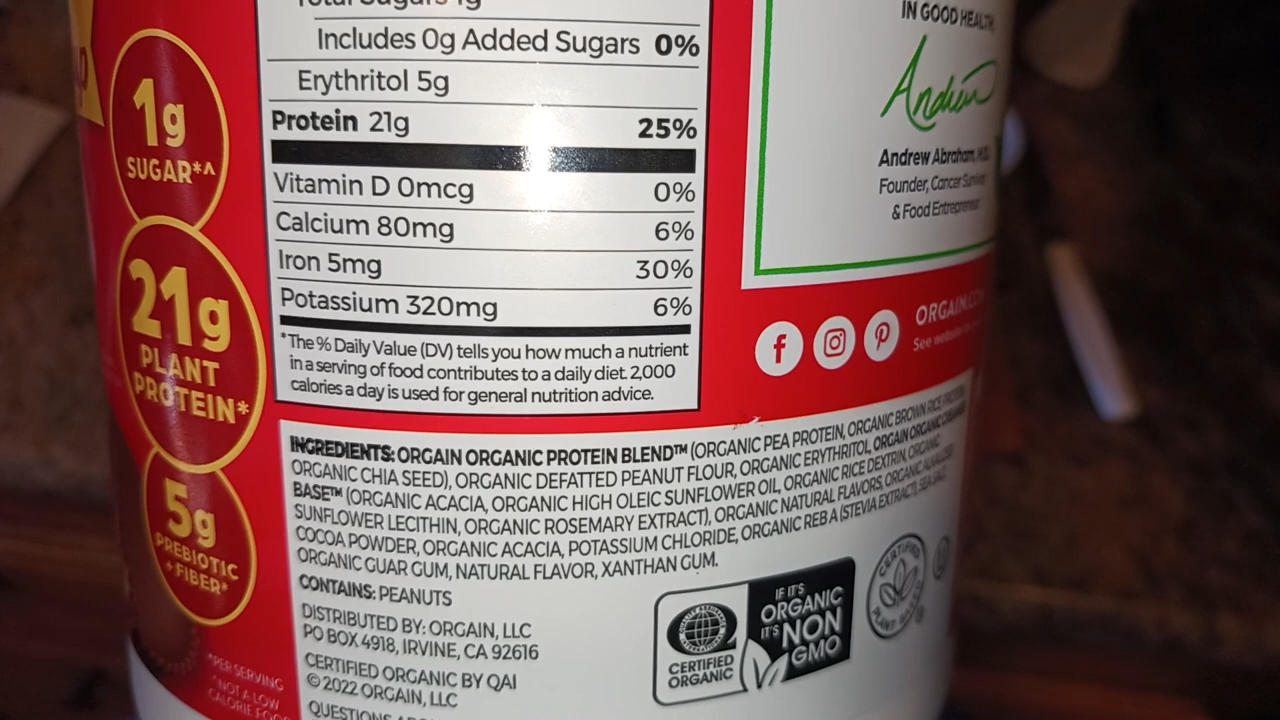 1g
SUGAR*^
21g
PLANT
PROTEIN*
5g
PREBIOTIC
+FIBER*
*PER SERVING
^NOT A LOW
CALORIE FOOD
Total Sugars 1g
Includes 0g Added Sugars 0%
Erythritol 5g
Protein 21g 25%
Vitamin D 0mcg 0%
Calcium 80mg 6%
Iron 5mg 30%
Potassium 320mg 6%
*The % Daily Value (DV) tells you how much a nutrient
in a serving of food contributes to a daily diet. 2,000
calories a day is used for general nutrition advice.
IN GOOD HEALTH,
Andrew
Andrew Abraham, M.D.
Founder, Cancer Survivor
& Food Entrepreneur
ORGAIN.COM
See website
INGREDIENTS: ORGAIN ORGANIC PROTEIN BLEND™ (ORGANIC PEA PROTEIN, ORGANIC BROWN RICE PROTEIN,
ORGANIC CHIA SEED), ORGANIC DEFATTED PEANUT FLOUR, ORGANIC ERYTHRITOL, ORGAIN ORGANIC CREAMER
BASE™ (ORGANIC ACACIA, ORGANIC HIGH OLEIC SUNFLOWER OIL, ORGANIC RICE DEXTRIN, ORGANIC
SUNFLOWER LECITHIN, ORGANIC ROSEMARY EXTRACT), ORGANIC NATURAL FLAVORS, ORGANIC ALKALIZED
COCOA POWDER, ORGANIC ACACIA, POTASSIUM CHLORIDE, ORGANIC REB A (STEVIA EXTRACT), SEA SALT,
ORGANIC GUAR GUM, NATURAL FLAVOR, XANTHAN GUM.
CONTAINS: PEANUTS
DISTRIBUTED BY: ORGAIN, LLC
PO BOX 4918, IRVINE, CA 92616
CERTIFIED ORGANIC BY QAI
© 2022 ORGAIN, LLC
QUESTIONS
CERTIFIED
ORGANIC
IF IT'S
ORGANIC
IT'S NON
GMO
CERTIFIED
PLANT BASED